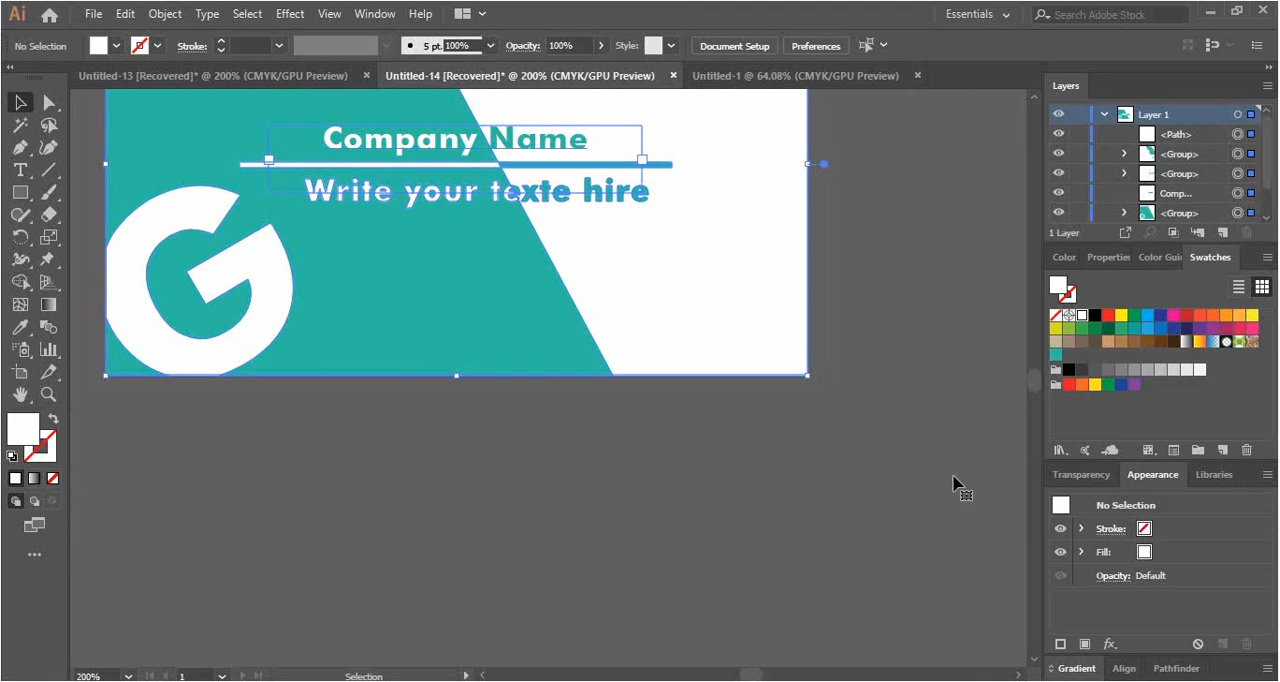 Ai File Edit Object Type Select Effect View Window Help Essentials Search Adobe Stock
No Selection Stroke: 5 pt. 100% Opacity: 100% Style: Document Setup Preferences
Untitled-13 [Recovered]* @ 200% (CMYK/GPU Preview) × Untitled-14 [Recovered]* @ 200% (CMYK/GPU Preview) × Untitled-1 @ 64.08% (CMYK/GPU Preview) ×
Layers
Layer 1
<Path>
<Group>
<Group>
Comp...
<Group>
1 Layer
Company Name
Write your texte hire
G
Color Properties Color Gui Swatches
Transparency Appearance Libraries
No Selection
Stroke:
Fill:
Opacity: Default
fx
Gradient Align Pathfinder
200% 1 Selection